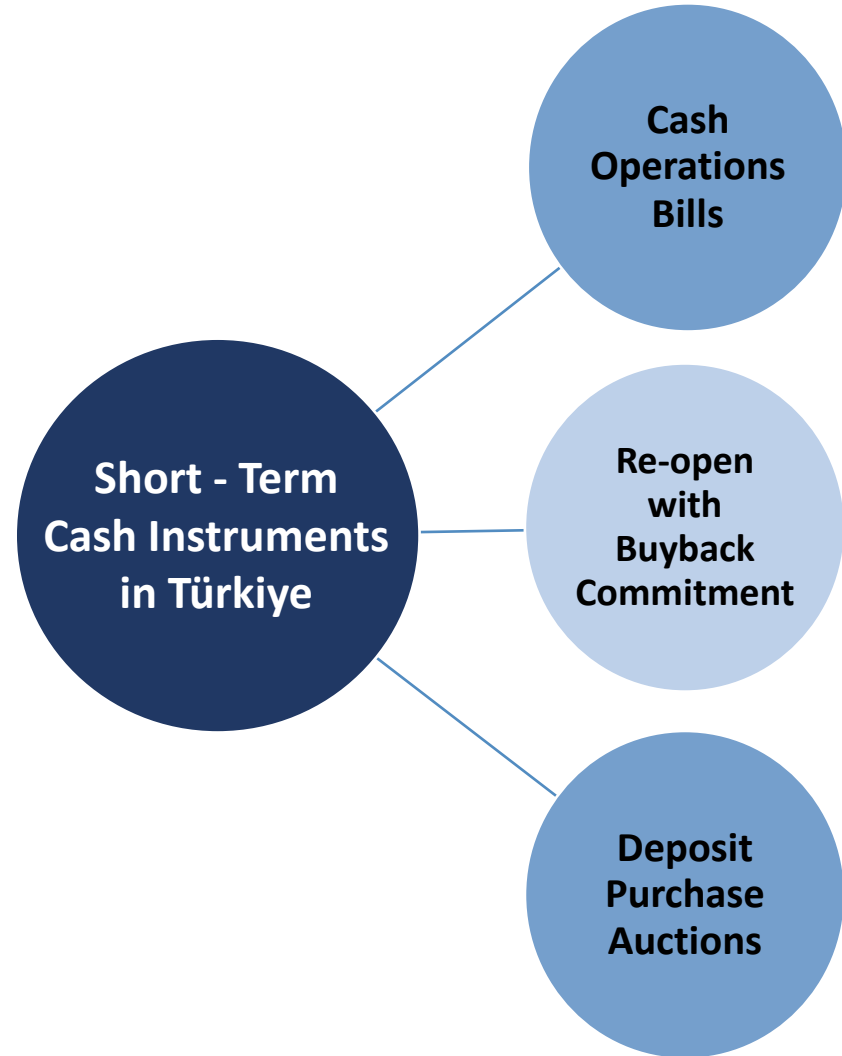 Cash
Operations
Bills
Short - Term
Cash Instruments
in Türkiye
Re-open
with
Buyback
Commitment
Deposit
Purchase
Auctions